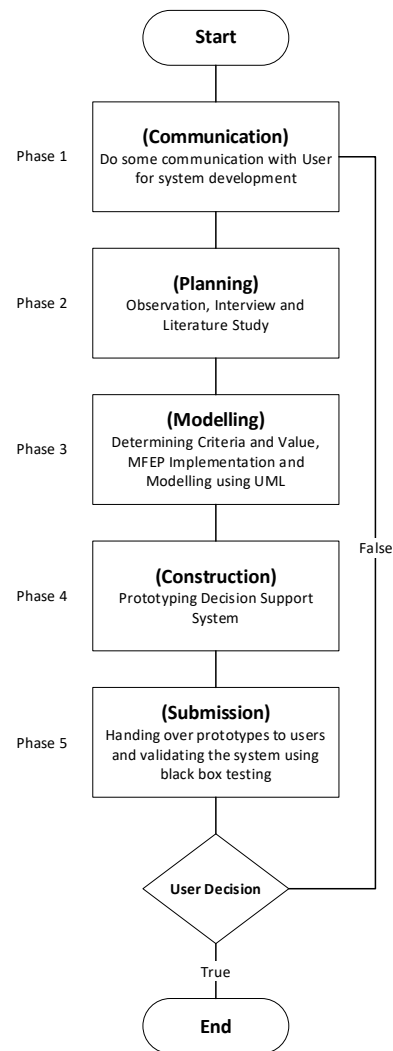 Start
Phase 1
(Communication)
Do some communication with User
for system development
Phase 2
(Planning)
Observation, Interview and
Literature Study
Phase 3
(Modelling)
Determining Criteria and Value,
MFEP Implementation and
Modelling using UML
False
Phase 4
(Construction)
Prototyping Decision Support
System
Phase 5
(Submission)
Handing over prototypes to users
and validating the system using
black box testing
User Decision
True
End